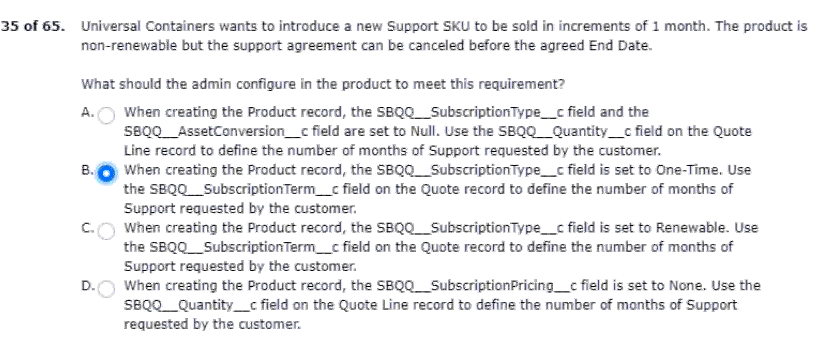 35 of 65. Universal Containers wants to introduce a new Support SKU to be sold in increments of 1 month. The product is
non-renewable but the support agreement can be canceled before the agreed End Date.
What should the admin configure in the product to meet this requirement?
A. When creating the Product record, the SBQQ__SubscriptionType__c field and the
SBQQ__AssetConversion__c field are set to Null. Use the SBQQ__Quantity__c field on the Quote
Line record to define the number of months of Support requested by the customer.
B. When creating the Product record, the SBQQ__SubscriptionType__c field is set to One-Time. Use
the SBQQ__SubscriptionTerm__c field on the Quote record to define the number of months of
Support requested by the customer.
C. When creating the Product record, the SBQQ__SubscriptionType__c field is set to Renewable. Use
the SBQQ__SubscriptionTerm__c field on the Quote record to define the number of months of
Support requested by the customer.
D. When creating the Product record, the SBQQ__SubscriptionPricing__c field is set to None. Use the
SBQQ__Quantity__c field on the Quote Line record to define the number of months of Support
requested by the customer.